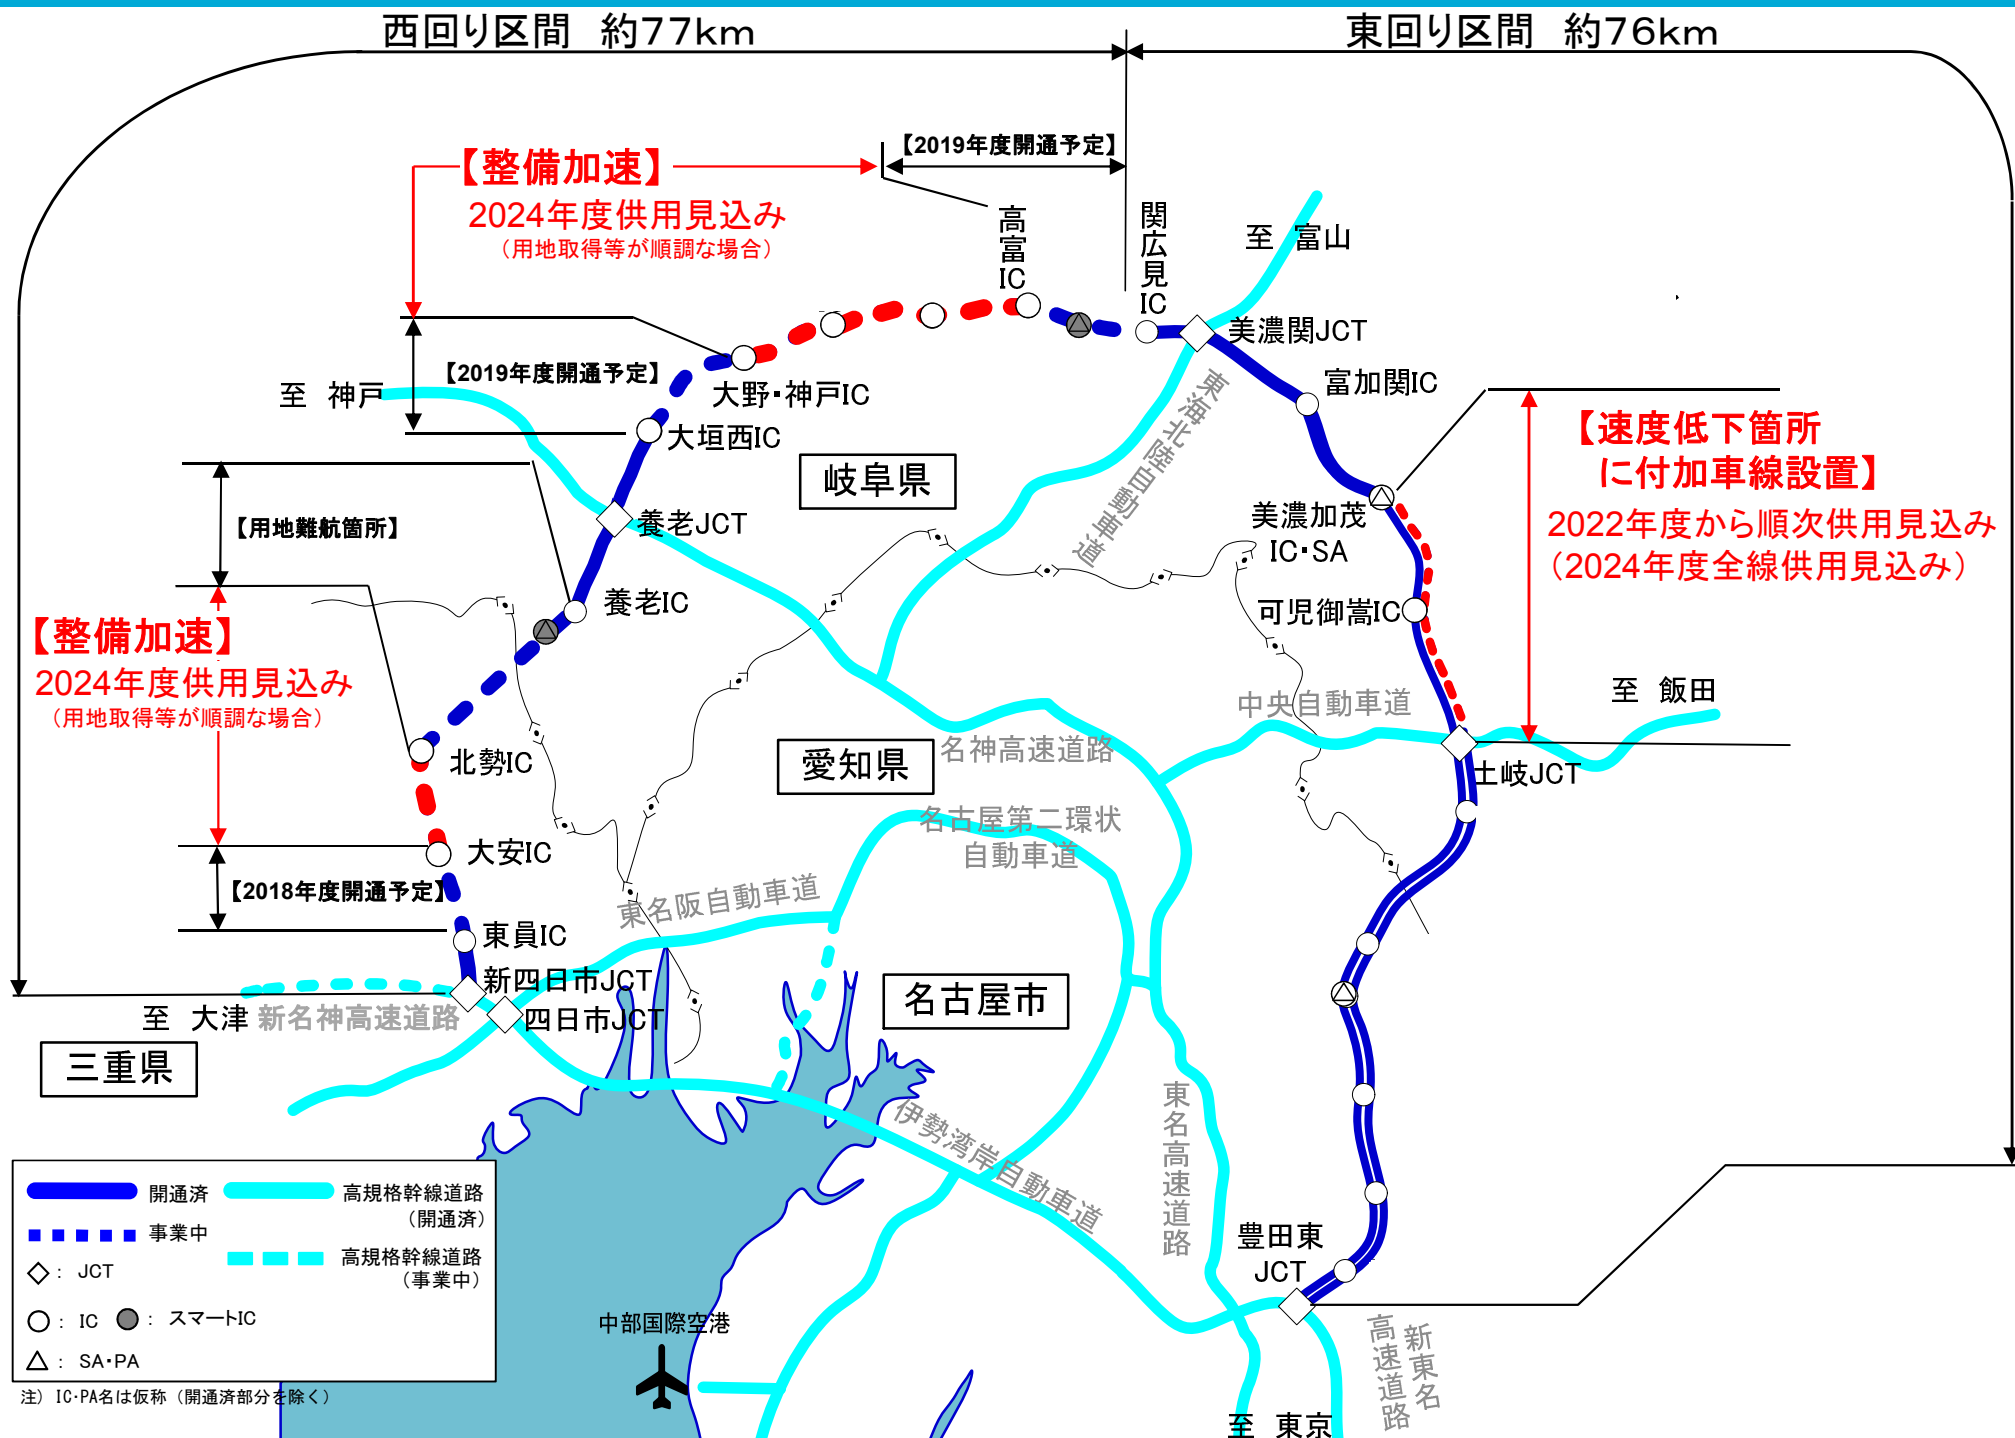 西回り区間　約77km
東回り区間　約76km
【2019年度開通予定】
【整備加速】
2024年度供用見込み
（用地取得等が順調な場合）
高富IC
関広見IC
至　富山
美濃関JCT
富加関IC
【2019年度開通予定】
至　神戸
大野・神戸IC
大垣西IC
東海北陸自動車道
【速度低下箇所
に付加車線設置】
2022年度から順次供用見込み
（2024年度全線供用見込み）
岐阜県
【用地難航箇所】
養老JCT
美濃加茂
IC・SA
養老IC
可児御嵩IC
【整備加速】
2024年度供用見込み
（用地取得等が順調な場合）
至　飯田
中央自動車道
北勢IC
愛知県
名神高速道路
土岐JCT
名古屋第二環状
自動車道
大安IC
【2018年度開通予定】
東名阪自動車道
東員IC
新四日市JCT
名古屋市
至　大津
新名神高速道路
四日市JCT
三重県
伊勢湾岸自動車道
東名高速道路
豊田東
JCT
開通済
高規格幹線道路
（開通済）
事業中
高規格幹線道路
（事業中）
： JCT
： IC
： スマートIC
： SA・PA
注）IC・PA名は仮称（開通済部分を除く）
中部国際空港
新東名
高速道路
至　東京